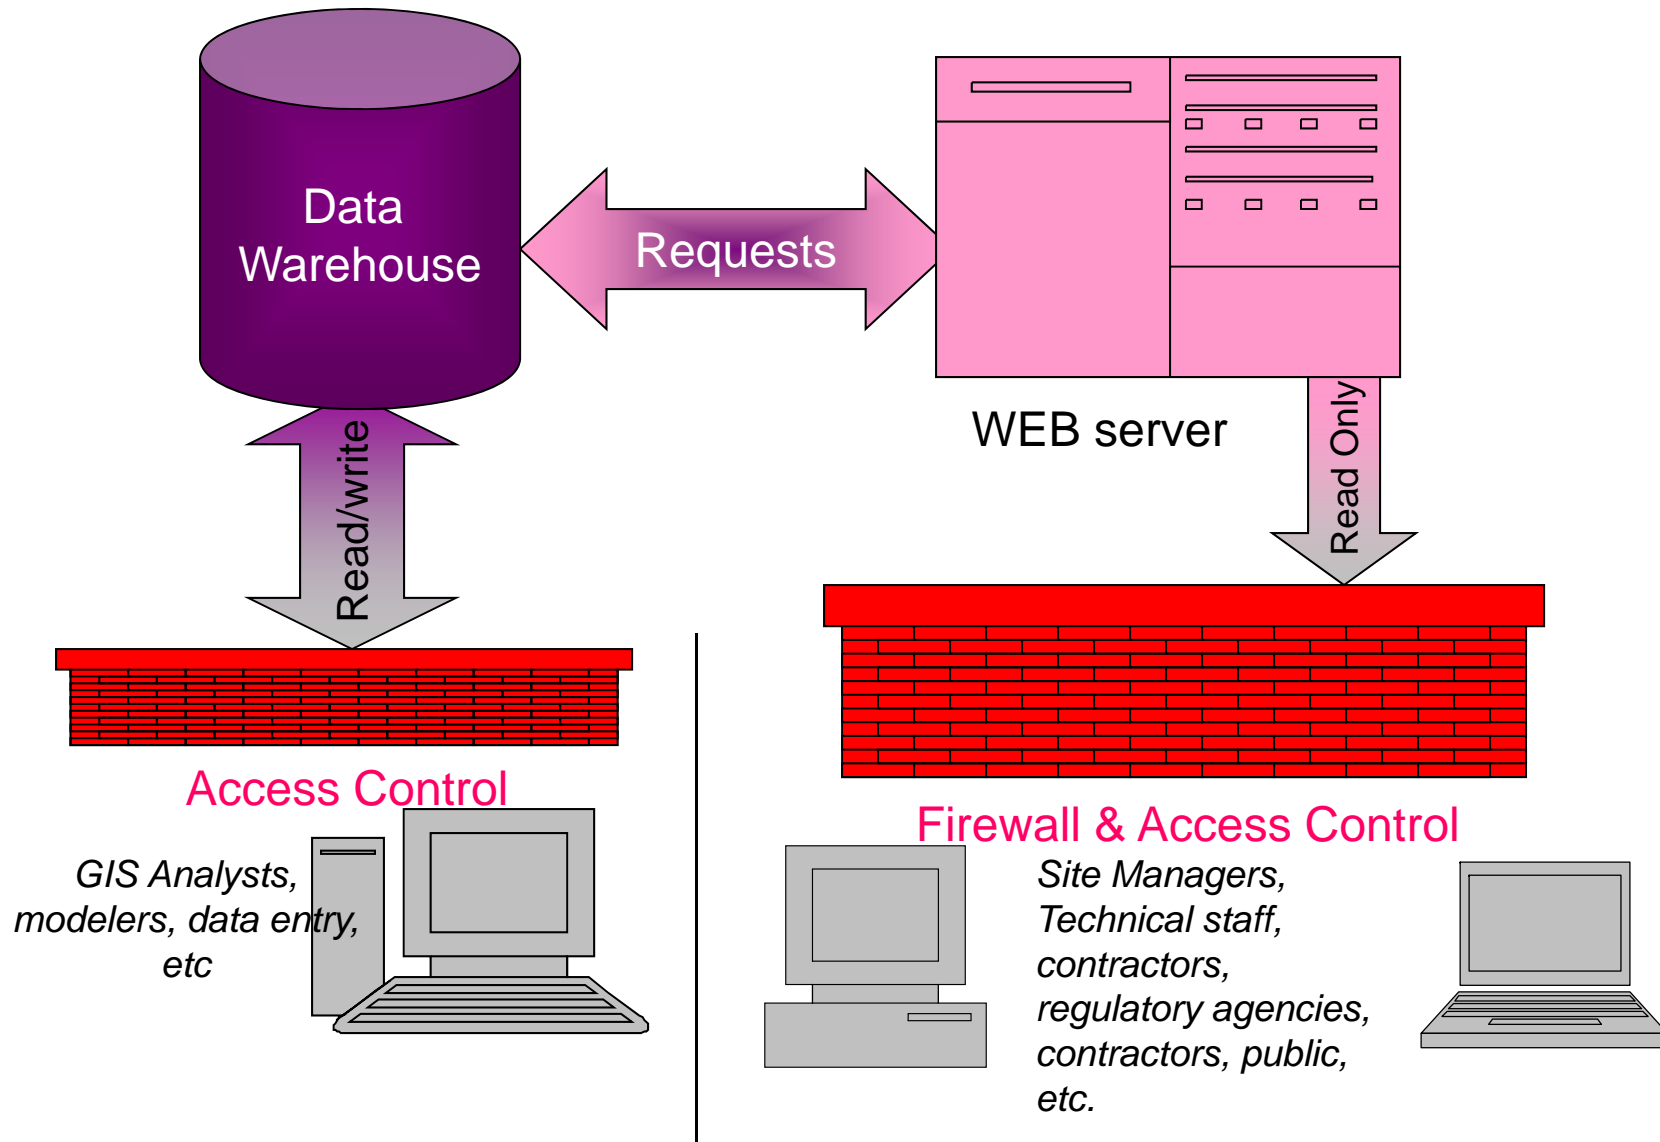 Data
Warehouse
Requests
WEB server
Read/write
Read Only
Access Control
GIS Analysts,
modelers, data entry,
etc
Firewall & Access Control
Site Managers,
Technical staff,
contractors,
regulatory agencies,
contractors, public,
etc.